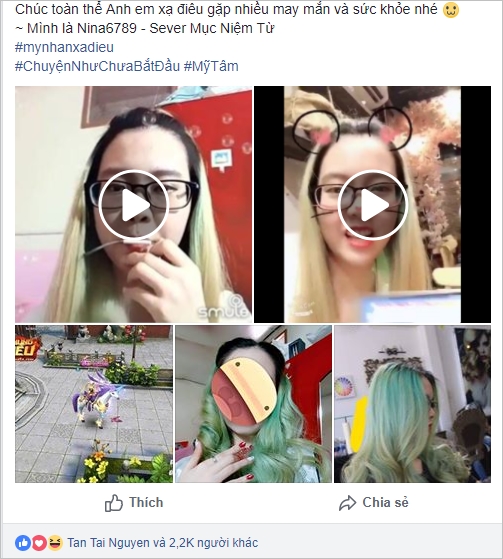 Chúc toàn thể Anh em xạ điêu gặp nhiều may mắn và sức khỏe nhé
~ Mình là Nina6789 - Sever Mục Niệm Từ
#mynhanxadieu
#ChuyệnNhưChưaBắtĐầu #MỹTâm
smule
Thích
Chia sẻ
Tan Tai Nguyen và 2,2K người khác